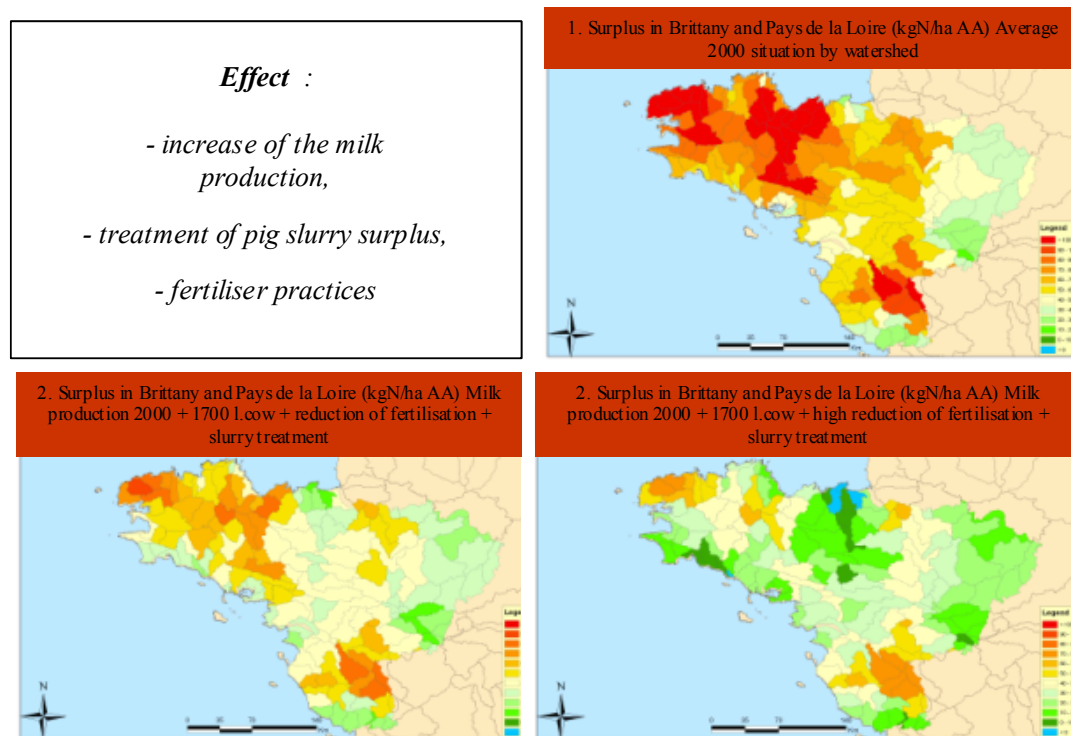 Effect :
- increase of the milk
production,
- treatment of pig slurry surplus,
- fertiliser practices
1. Surplus in Brittany and Pays de la Loire (kgN/ha AA) Average
2000 situation by watershed
N
Legend
2. Surplus in Brittany and Pays de la Loire (kgN/ha AA) Milk
production 2000 + 1700 l.cow + reduction of fertilisation +
slurry treatment
N
2. Surplus in Brittany and Pays de la Loire (kgN/ha AA) Milk
production 2000 + 1700 l.cow + high reduction of fertilisation +
slurry treatment
N
Legend